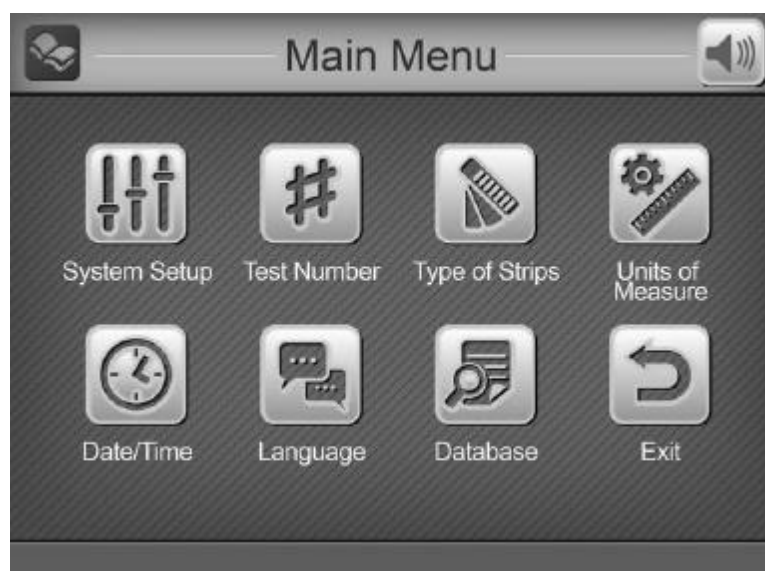 Main Menu
System Setup
Test Number
Type of Strips
Units of
Measure
Date/Time
Language
Database
Exit